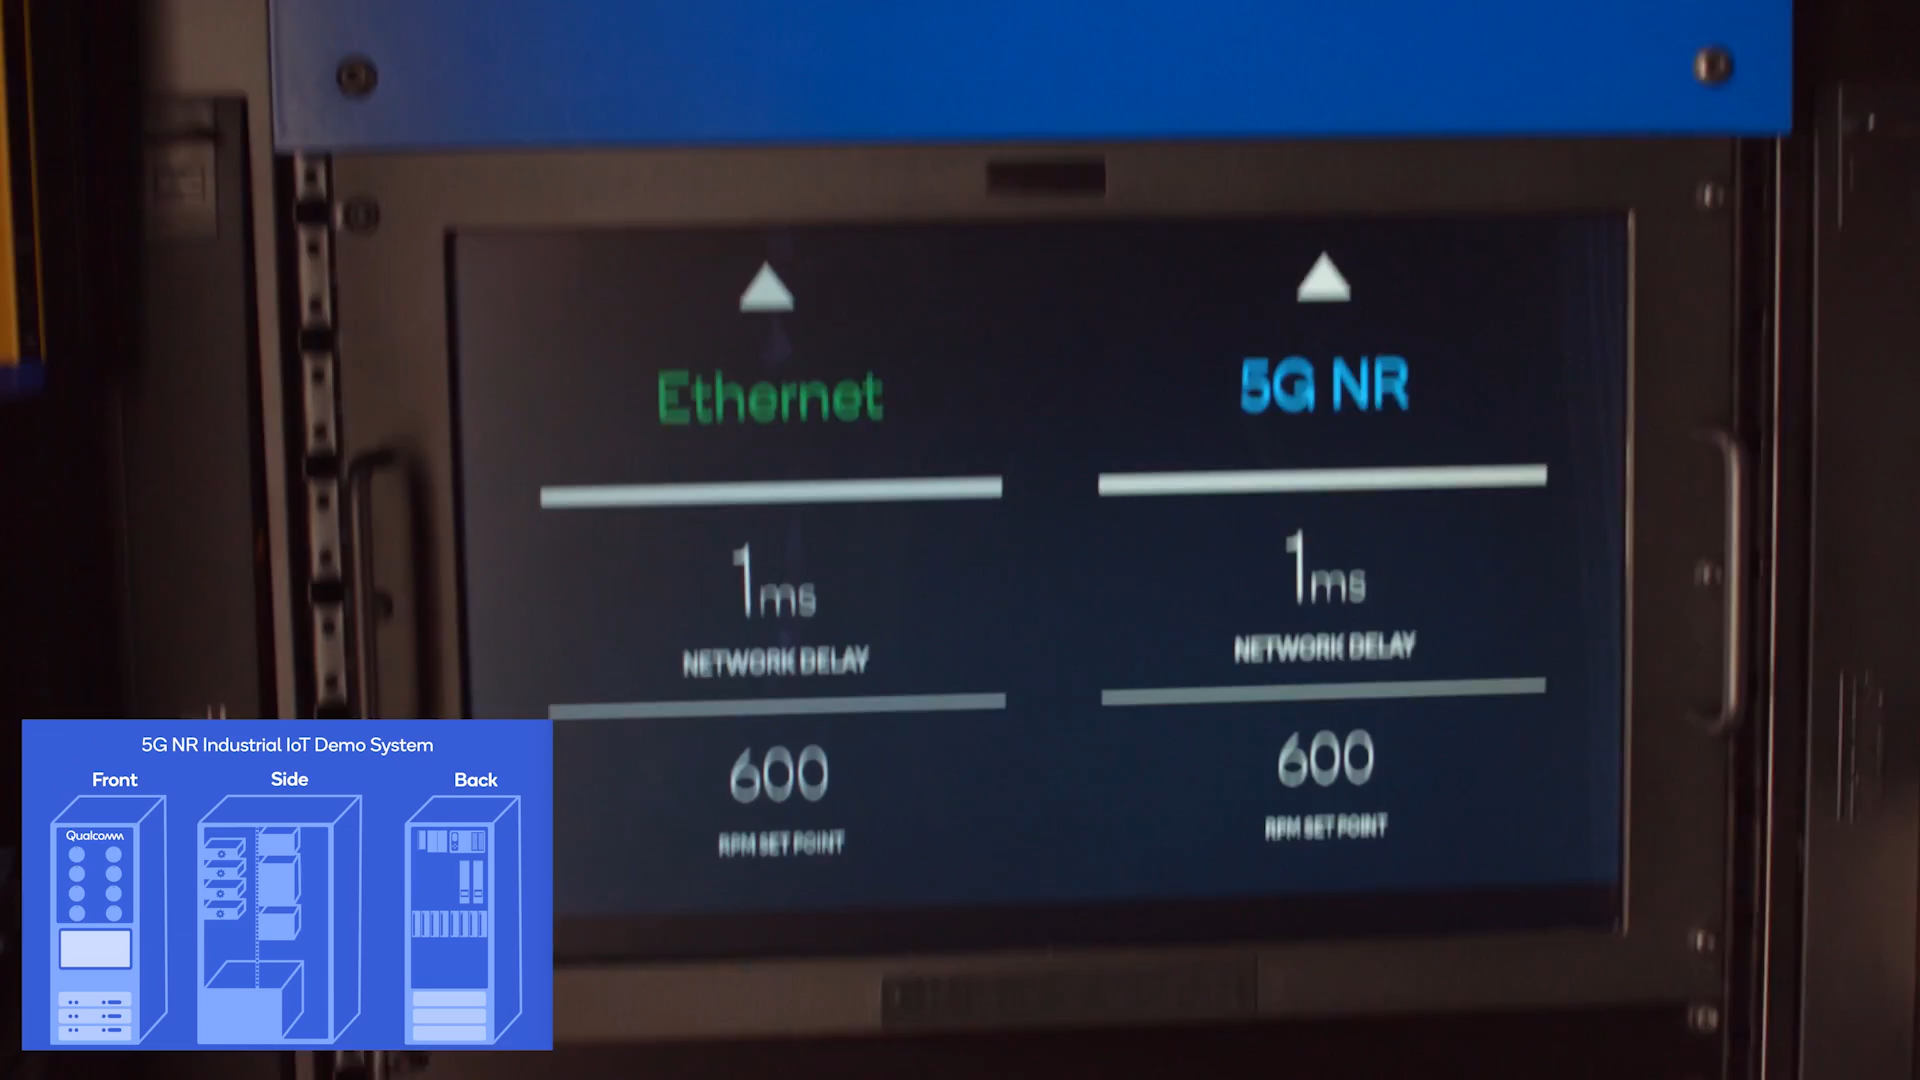 Ethernet
5G NR
1ms
1ms
NETWORK DELAY
NETWORK DELAY
600
600
RPM SET POINT
RPM SET POINT
5G NR Industrial IoT Demo System
Front
Side
Back
Qualcomm